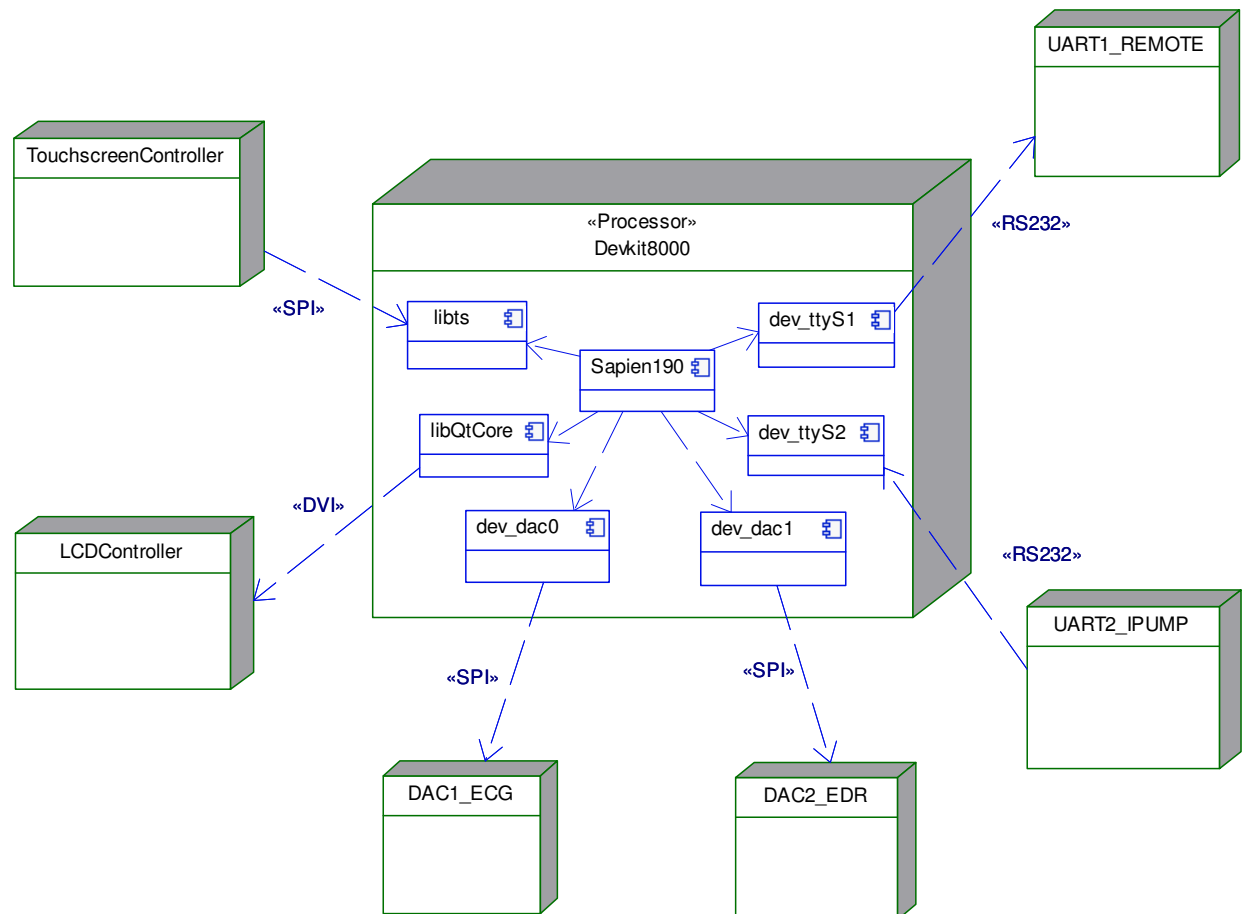 UART1_REMOTE
TouchscreenController
«Processor»
Devkit8000
«RS232»
«SPI»
libts
dev_ttyS1
Sapien190
libQtCore
dev_ttyS2
«DVI»
dev_dac0
dev_dac1
LCDController
«RS232»
UART2_IPUMP
«SPI»
«SPI»
DAC1_ECG
DAC2_EDR